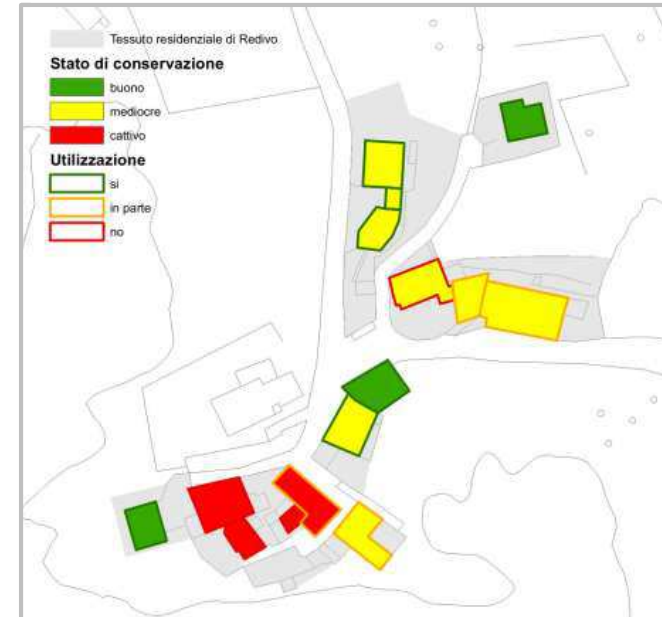 Tessuto residenziale di Redivo
Stato di conservazione
buono
mediocre
cattivo
Utilizzazione
si
in parte
no